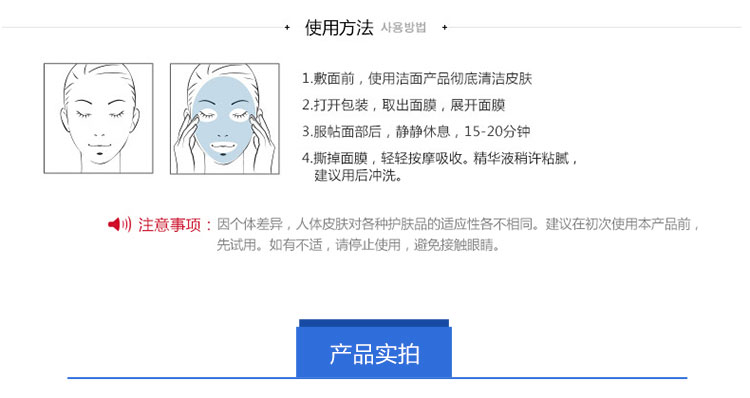 使用方法 사용방법
1.敷面前，使用洁面产品彻底清洁皮肤
2.打开包装，取出面膜，展开面膜
3.服帖面部后，静静休息，15-20分钟
4.撕掉面膜，轻轻按摩吸收。精华液稍许粘腻，
建议用后冲洗。
注意事项：因个体差异，人体皮肤对各种护肤品的适应性各不相同。建议在初次使用本产品前，
先试用。如有不适，请停止使用，避免接触眼睛。
产品实拍